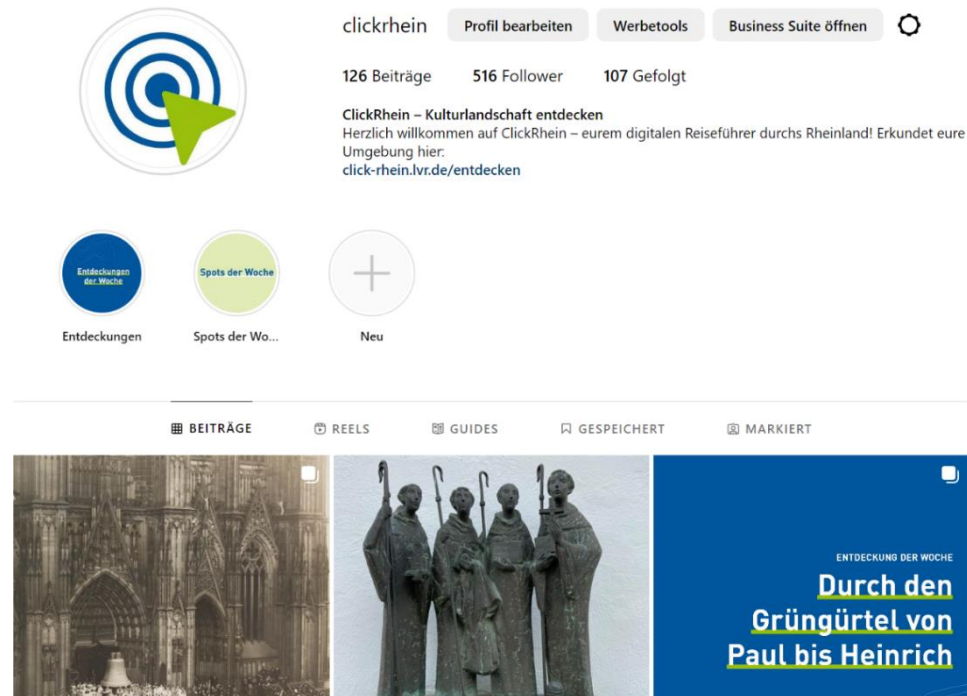 clickrhein Profil bearbeiten Werbetools Business Suite öffnen
126 Beiträge 516 Follower 107 Gefolgt
ClickRhein – Kulturlandschaft entdecken
Herzlich willkommen auf ClickRhein – eurem digitalen Reiseführer durchs Rheinland! Erkundet eure
Umgebung hier:
click-rhein.lvr.de/entdecken
Entdeckungen
der Woche
Spots der Woche
Entdeckungen Spots der Wo... Neu
BEITRÄGE REELS GUIDES GESPEICHERT MARKIERT
ENTDECKUNG DER WOCHE
Durch den
Grüngürtel von
Paul bis Heinrich